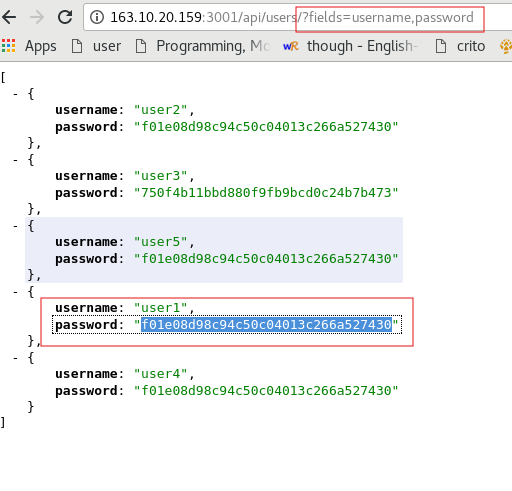 163.10.20.159:3001/api/users/?fields=username,password
Apps user Programming, Mo wR though - English- crito
[
- {
username: "user2",
password: "f01e08d98c94c50c04013c266a527430"
},
- {
username: "user3",
password: "750f4b11bbd880f9fb9bcd0c24b7b473"
},
- {
username: "user5",
password: "f01e08d98c94c50c04013c266a527430"
},
- {
username: "user1",
password: "f01e08d98c94c50c04013c266a527430"
},
- {
username: "user4",
password: "f01e08d98c94c50c04013c266a527430"
}
]